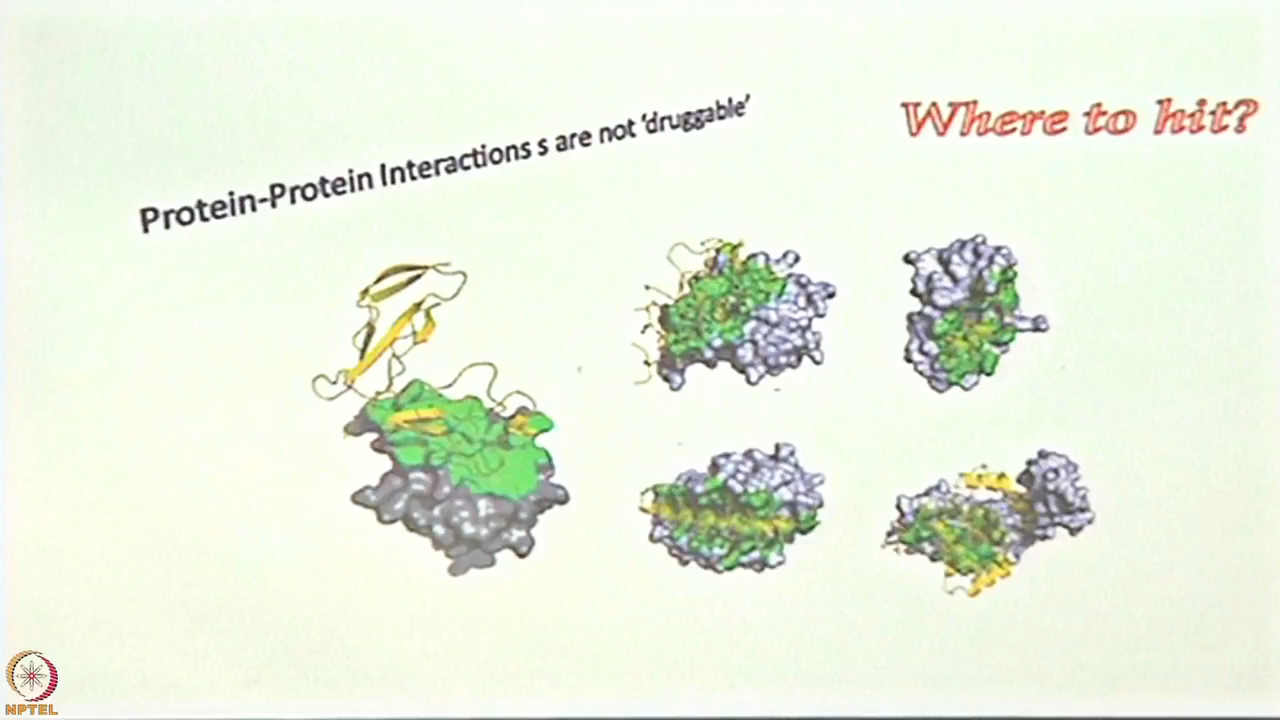 Protein-Protein Interactions s are not 'druggable'
Where to hit?
NPTEL